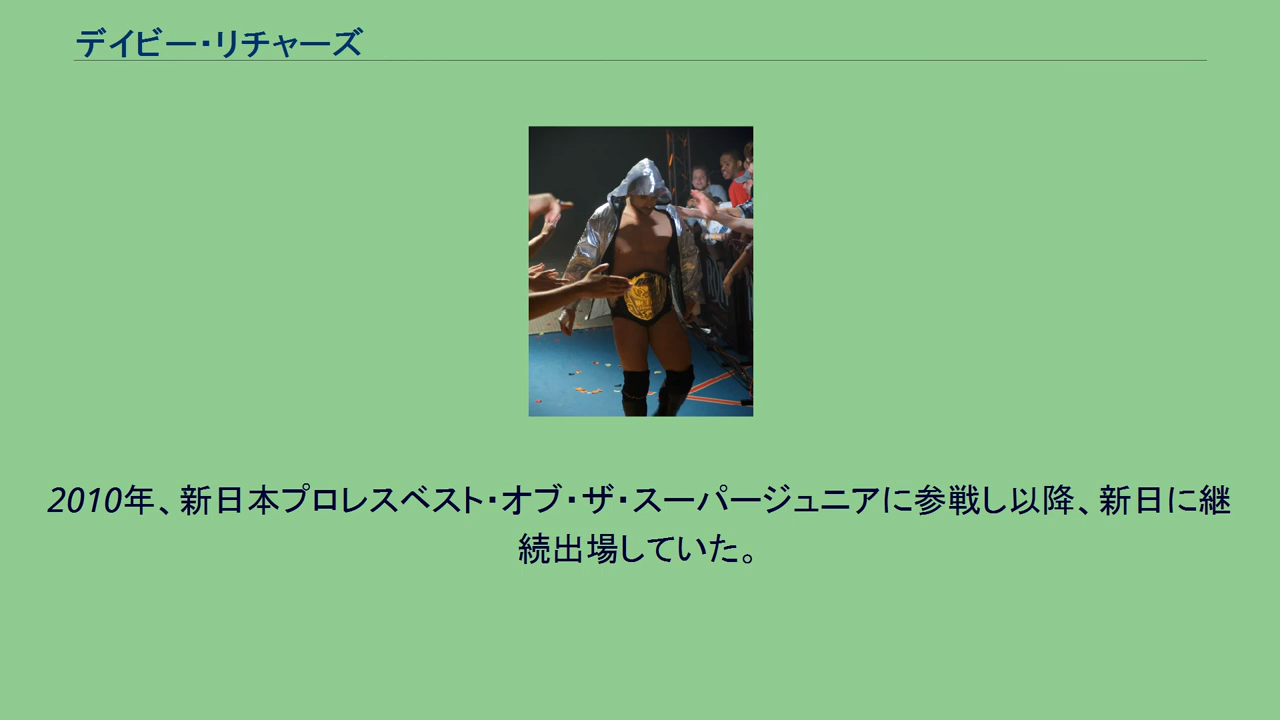 デイビー・リチャーズ
2010年、新日本プロレスベスト・オブ・ザ・スーパージュニアに参戦し以降、新日に継
続出場していた。